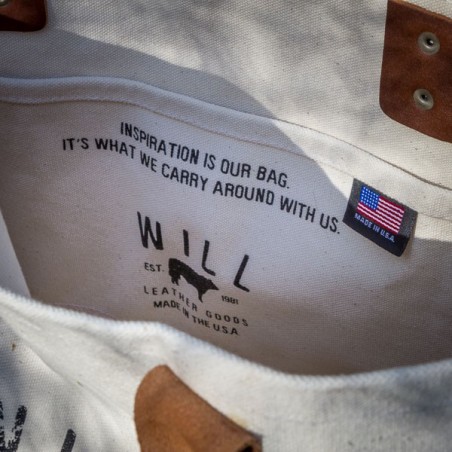 INSPIRATION IS OUR BAG.
IT'S WHAT WE CARRY AROUND WITH US.
MADE IN U.S.A.
WILL
EST. 1981
LEATHER GOODS
MADE IN THE U.S.A.